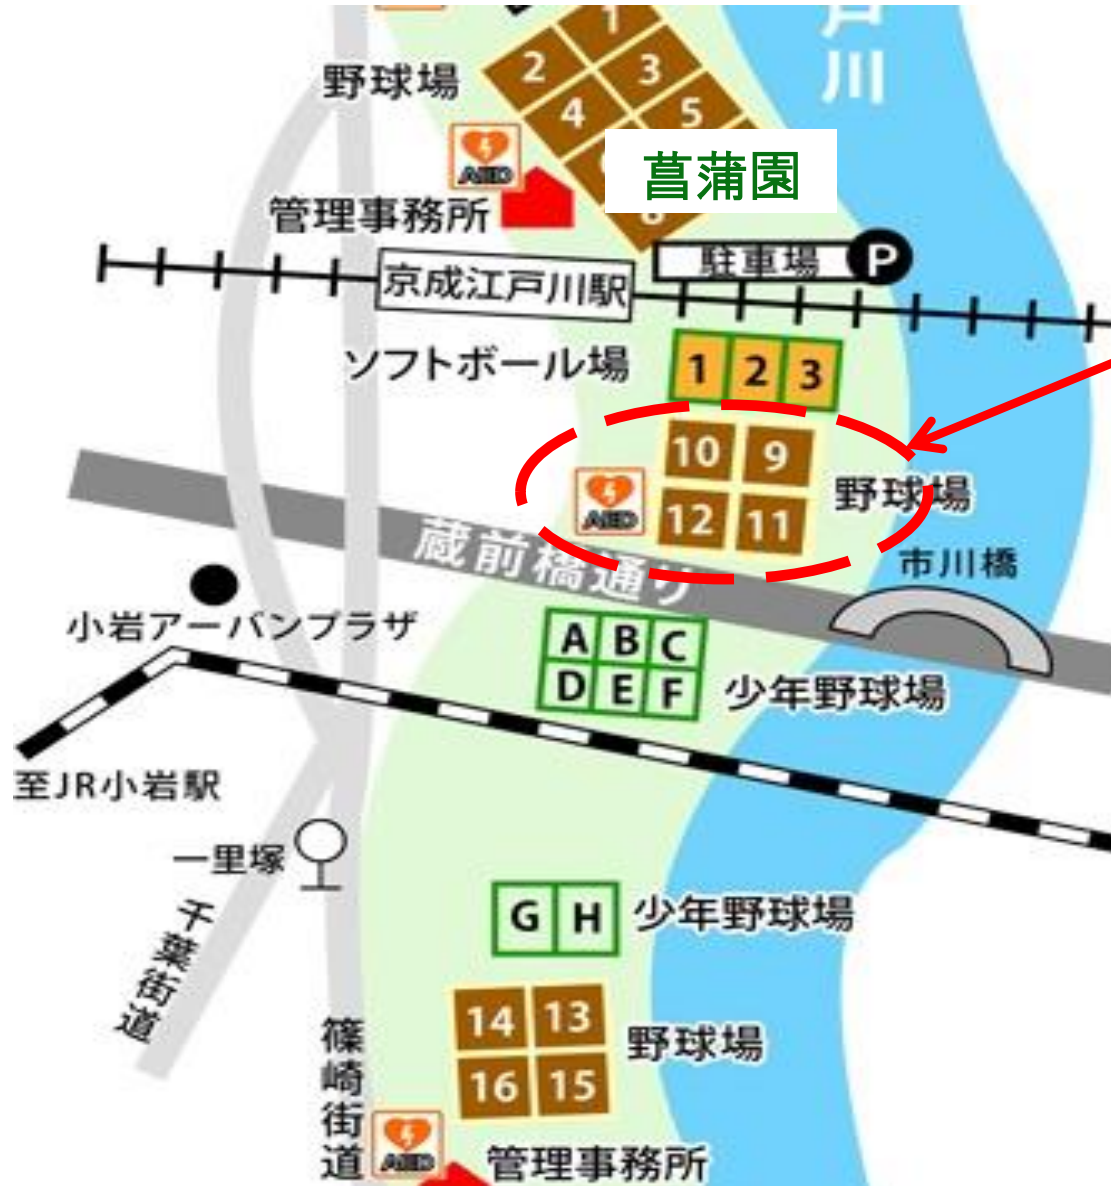 戸川
1
2
3
野球場
4
5
AED
菖蒲園
8
管理事務所
駐車場 P
京成江戸川駅
ソフトボール場
1 2 3
10 9
AED
野球場
12 11
蔵前橋通り
市川橋
小岩アーバンプラザ
A B C
D E F
少年野球場
至JR小岩駅
一里塚
G H
少年野球場
千葉街道
14 13
野球場
16 15
篠崎街道
AED
管理事務所